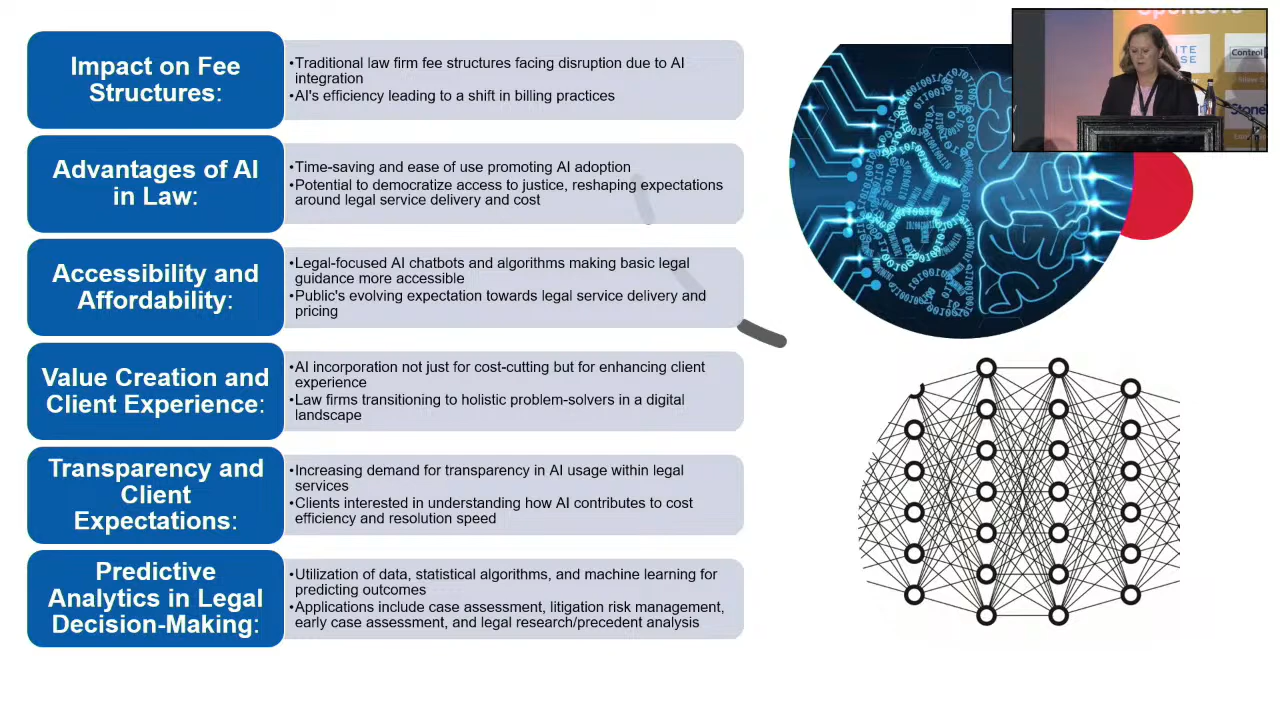 Impact on Fee
Structures:
•Traditional law firm fee structures facing disruption due to AI
integration
•AI's efficiency leading to a shift in billing practices
Advantages of AI
in Law:
•Time-saving and ease of use promoting AI adoption
•Potential to democratize access to justice, reshaping expectations
around legal service delivery and cost
Accessibility and
Affordability:
•Legal-focused AI chatbots and algorithms making basic legal
guidance more accessible
•Public's evolving expectation towards legal service delivery and
pricing
Value Creation and
Client Experience:
•AI incorporation not just for cost-cutting but for enhancing client
experience
•Law firms transitioning to holistic problem-solvers in a digital
landscape
Transparency and
Client
Expectations:
•Increasing demand for transparency in AI usage within legal
services
•Clients interested in understanding how AI contributes to cost
efficiency and resolution speed
Predictive
Analytics in Legal
Decision-Making:
•Utilization of data, statistical algorithms, and machine learning for
predicting outcomes
•Applications include case assessment, litigation risk management,
early case assessment, and legal research/precedent analysis
Sponsors
Control
Stone